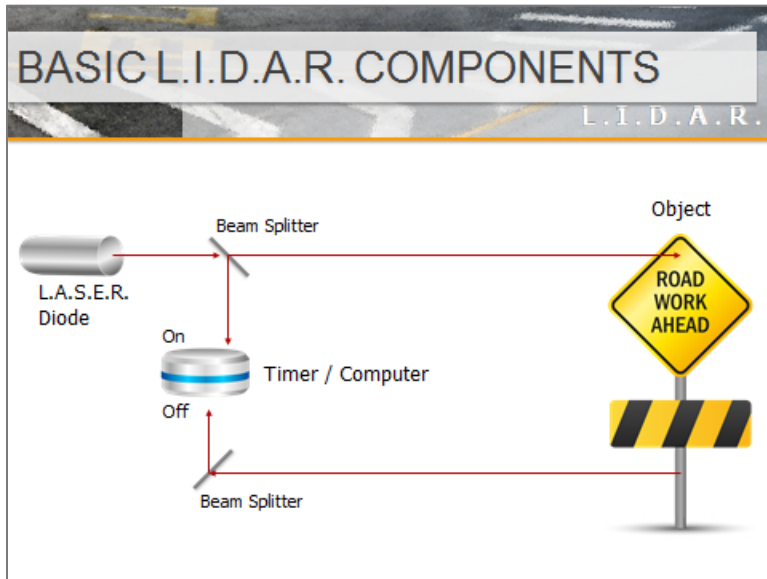 BASIC L.I.D.A.R. COMPONENTS
L.I.D.A.R.
Beam Splitter
Object
L.A.S.E.R.
Diode
ROAD
WORK
AHEAD
On
Timer / Computer
Off
Beam Splitter